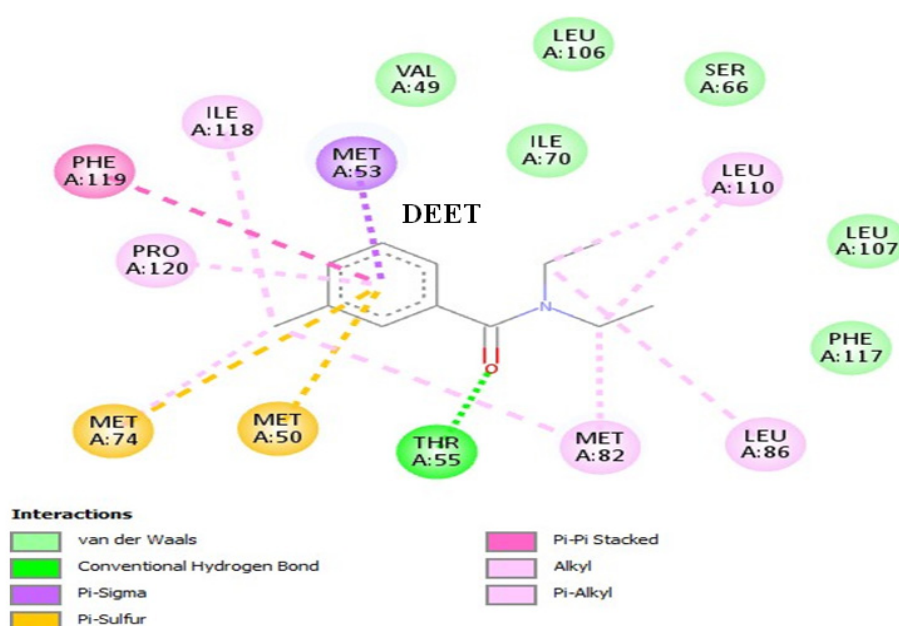 LEU
A:106
VAL
A:49
SER
A:66
ILE
A:118
MET
A:53
ILE
A:70
PHE
A:119
LEU
A:110
DEET
PRO
A:120
LEU
A:107
N
O
PHE
A:117
MET
A:74
MET
A:50
THR
A:55
MET
A:82
LEU
A:86
Interactions
van der Waals
Conventional Hydrogen Bond
Pi-Sigma
Pi-Sulfur
Pi-Pi Stacked
Alkyl
Pi-Alkyl